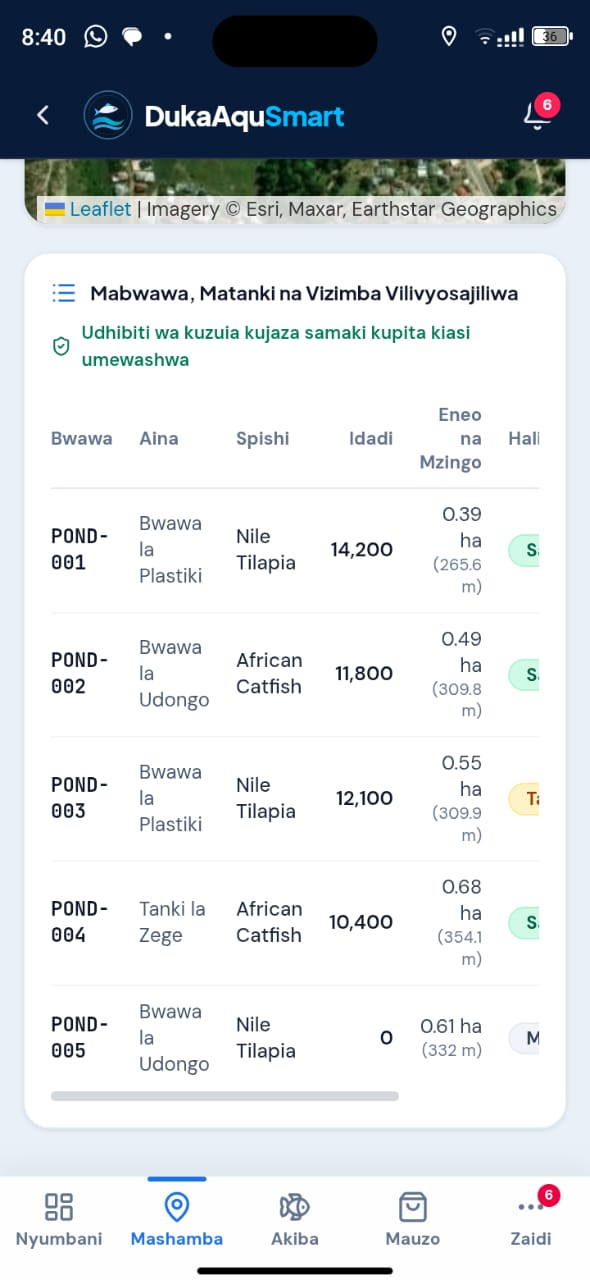 8:40
36
DukaAquSmart
6
Leaflet | Imagery © Esri, Maxar, Earthstar Geographics
Mabwawa, Matanki na Vizimba Vilivyosajiliwa
Udhibiti wa kuzuia kujaza samaki kupita kiasi
umewashwa
Bwawa Aina Spishi Idadi Eneo na Mzingo Hali
POND-001 Bwawa la Plastiki Nile Tilapia 14,200 0.39 ha (265.6 m)
POND-002 Bwawa la Udongo African Catfish 11,800 0.49 ha (309.8 m)
POND-003 Bwawa la Plastiki Nile Tilapia 12,100 0.55 ha (309.9 m)
POND-004 Tanki la Zege African Catfish 10,400 0.68 ha (354.1 m)
POND-005 Bwawa la Udongo Nile Tilapia 0 0.61 ha (332 m)
6
Nyumbani Mashamba Akiba Mauzo Zaidi